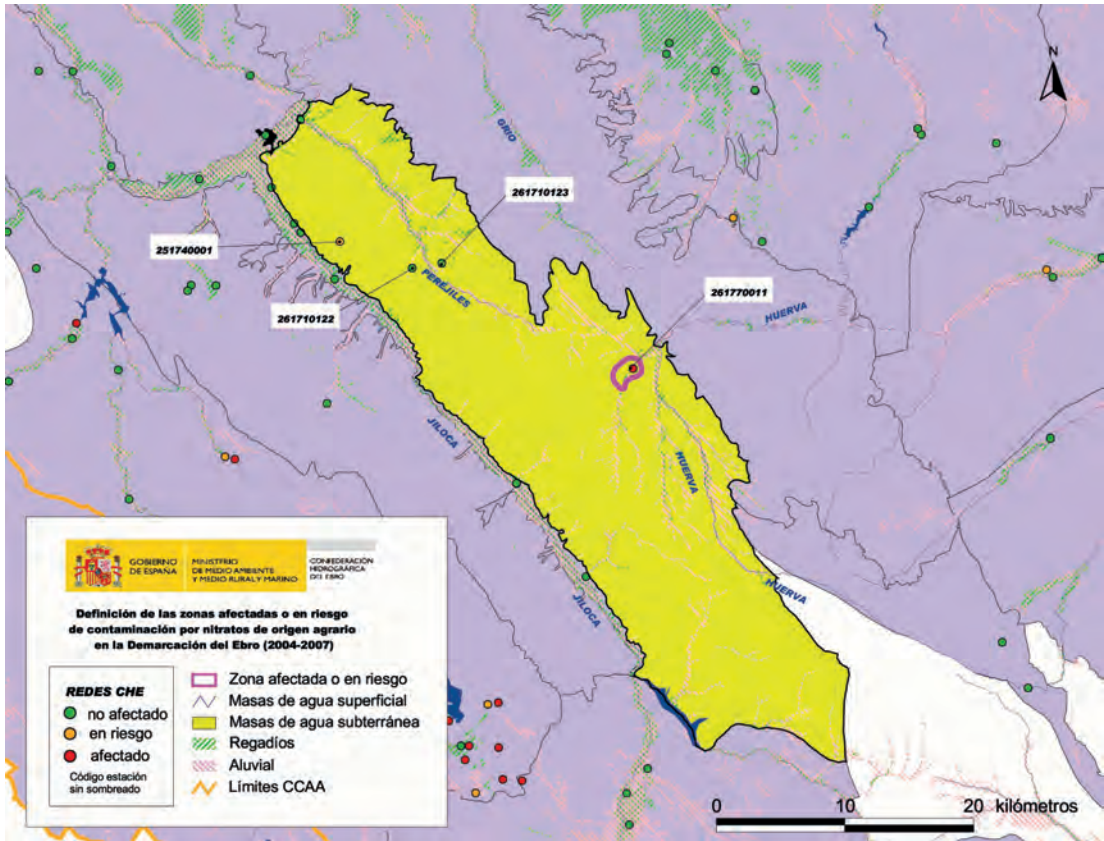 N
GRIO
261710123
251740001
PEREJILES
261710122
261770011
HUERVA
JILOCA
HUERVA
HUERVA
JILOCA
GOBIERNO
DE ESPAÑA
MINISTERIO
DE MEDIO AMBIENTE
Y MEDIO RURAL Y MARINO
CONFEDERACIÓN
HIDROGRÁFICA
DEL EBRO
Definición de las zonas afectadas o en riesgo
de contaminación por nitratos de origen agrario
en la Demarcación del Ebro (2004-2007)
REDES CHE
no afectado
en riesgo
afectado
Código estación
sin sombreado
Zona afectada o en riesgo
Masas de agua superficial
Masas de agua subterránea
Regadíos
Aluvial
Límites CCAA
0 10 20 kilómetros